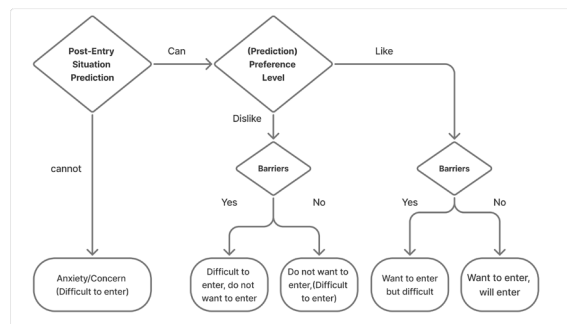 Post-Entry
Situation
Prediction
Can
(Prediction)
Preference
Level
Like
Dislike
cannot
Barriers
Barriers
Yes
No
Yes
No
Anxiety/Concern
(Difficult to enter)
Difficult to
enter, do not
want to enter
Do not want to
enter,(Difficult
to enter)
Want to enter
but difficult
Want to enter,
will enter